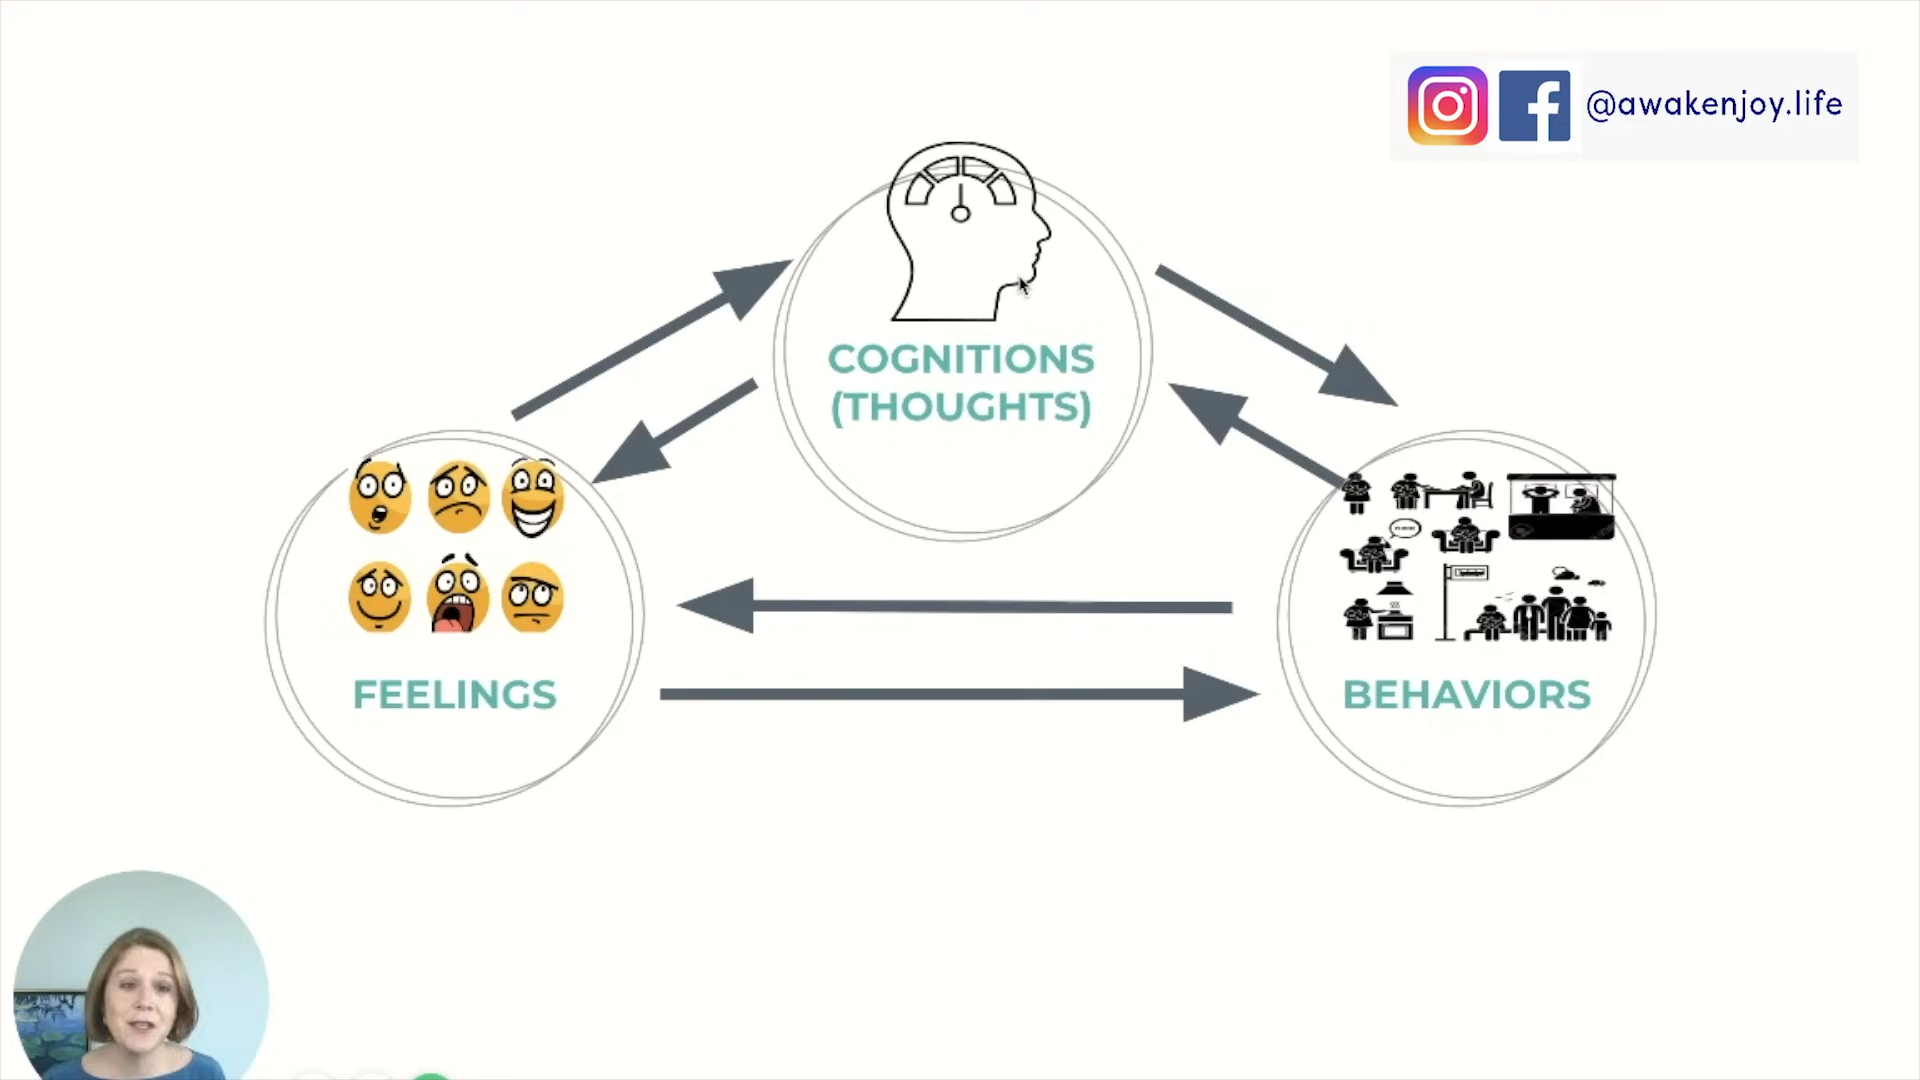 @awakenjoy.life
COGNITIONS
(THOUGHTS)
FEELINGS
BEHAVIORS